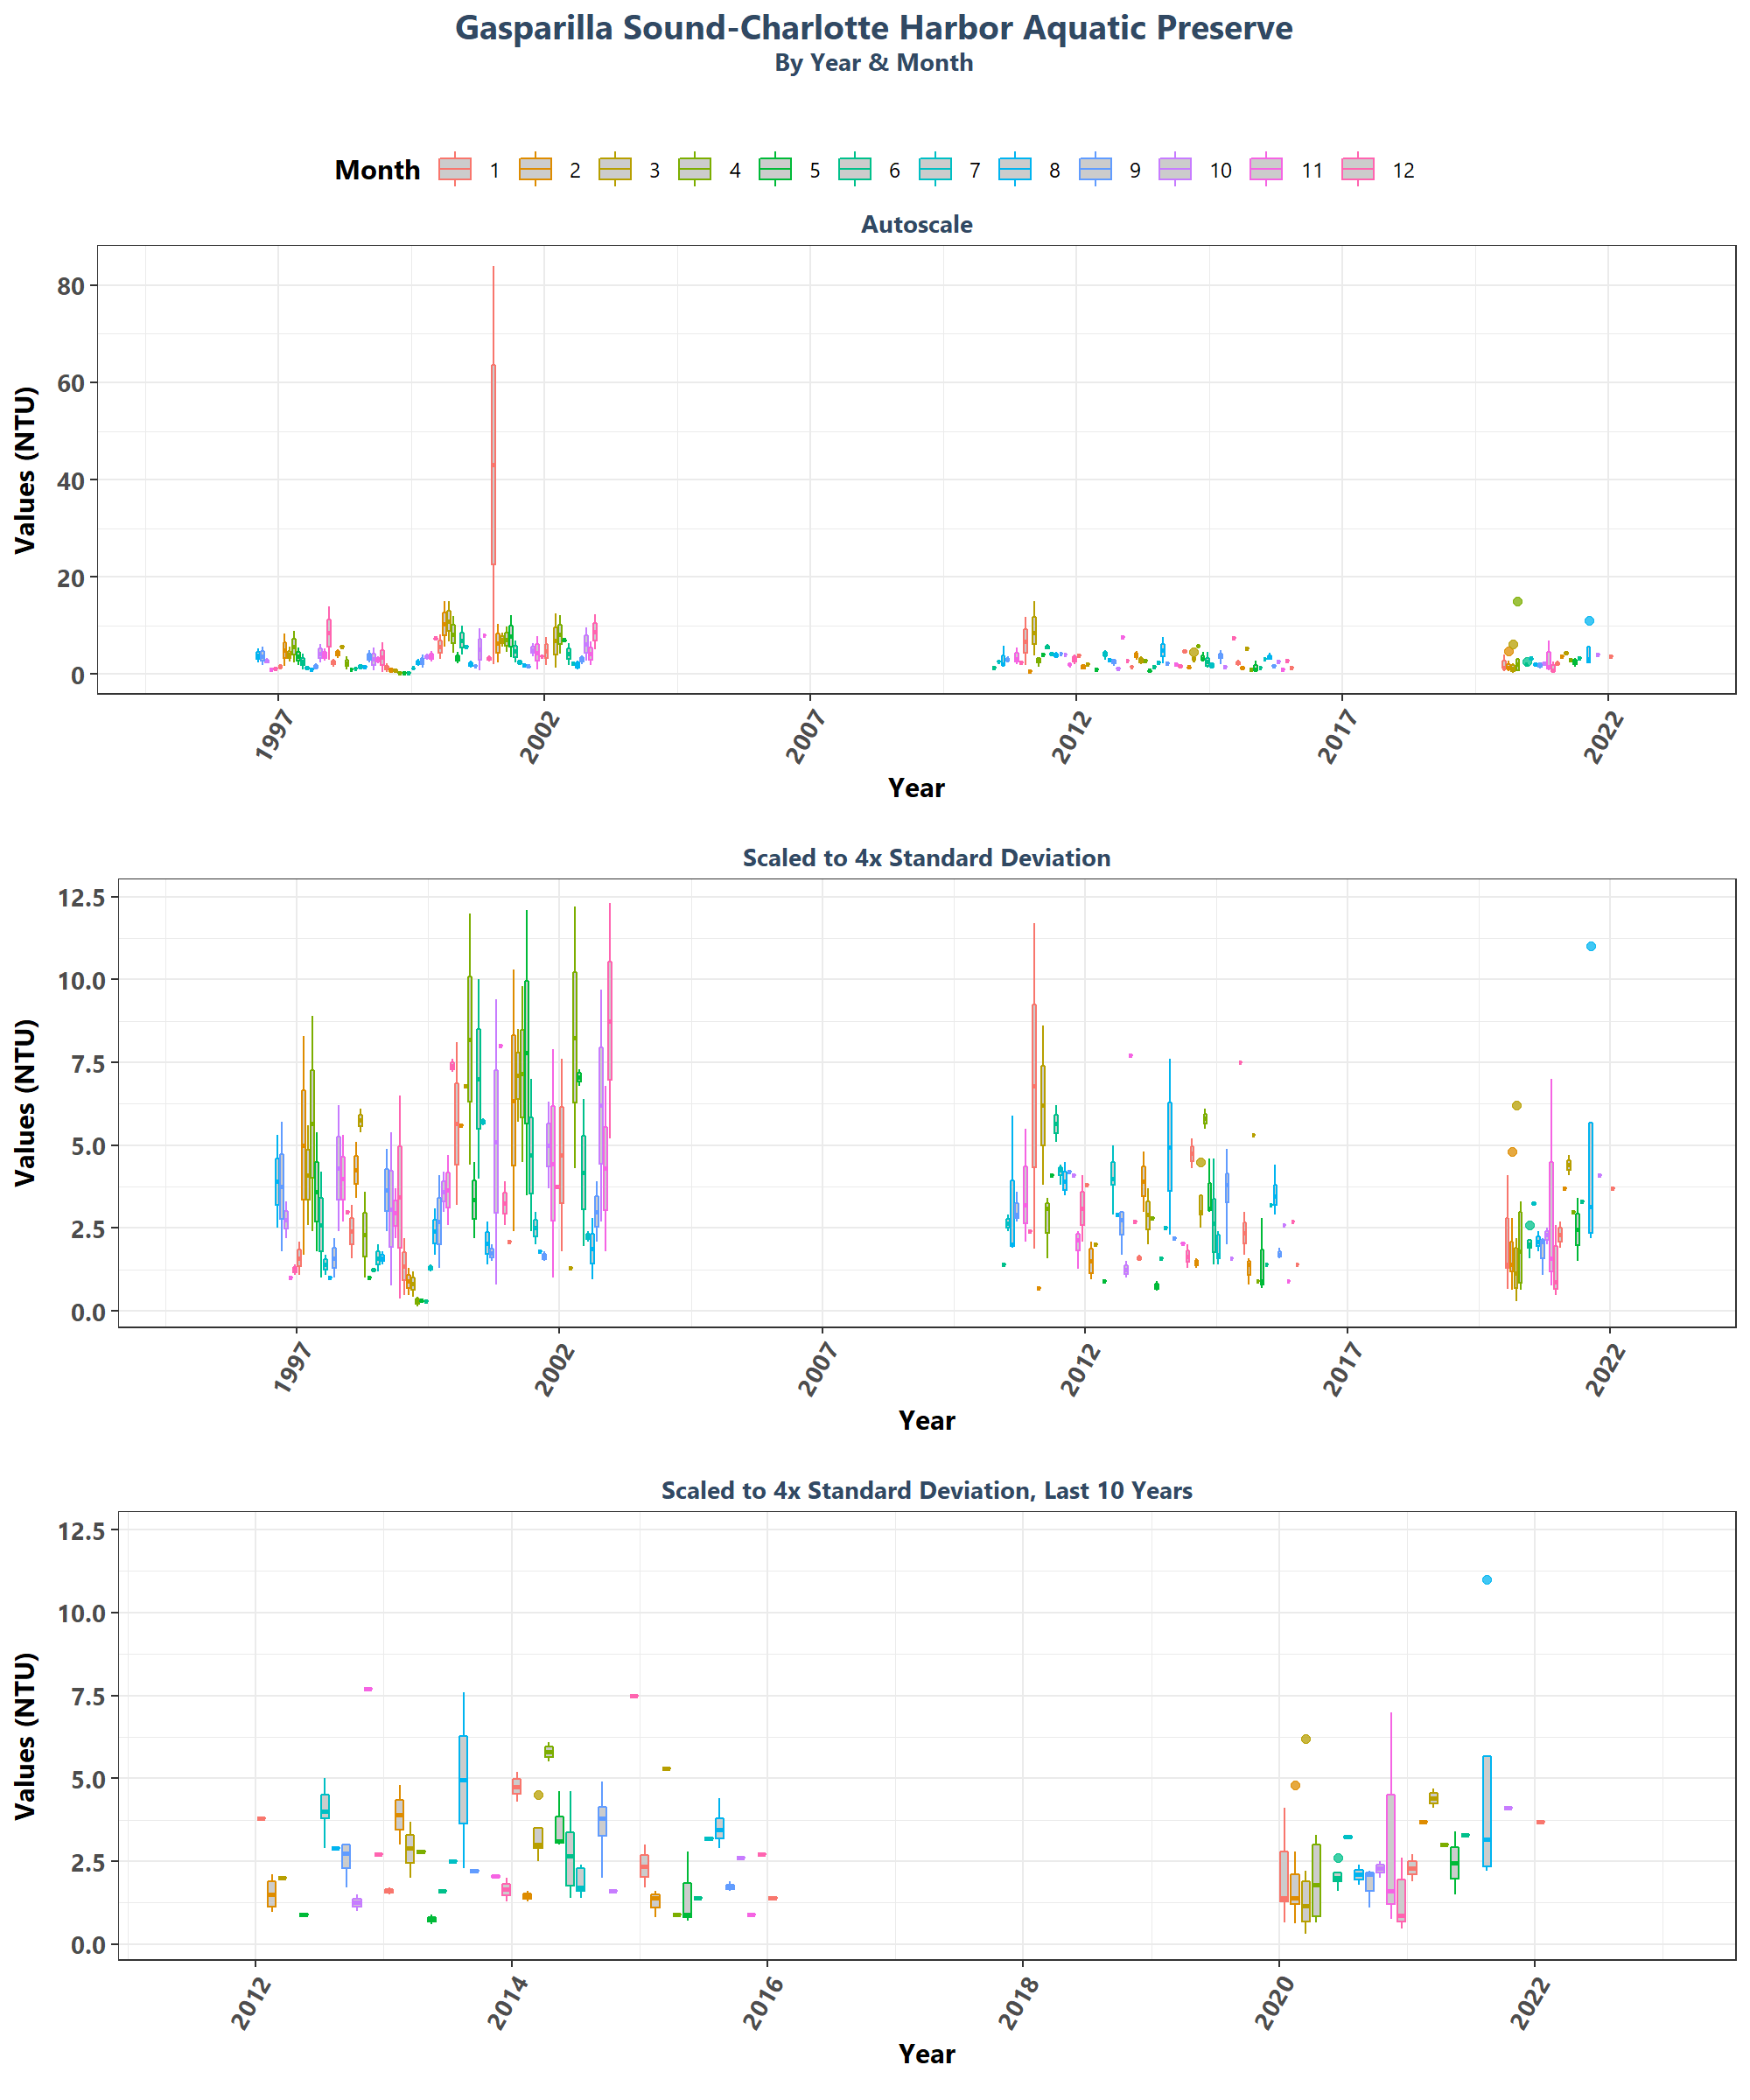 Gasparilla Sound-Charlotte Harbor Aquatic Preserve
By Year & Month
Month 1 2 3 4 5 6 7 8 9 10 11 12
Autoscale
Values (NTU)
80
60
40
20
0
1997 2002 2007 2012 2017 2022
Year
Scaled to 4x Standard Deviation
Values (NTU)
12.5
10.0
7.5
5.0
2.5
0.0
1997 2002 2007 2012 2017 2022
Year
Scaled to 4x Standard Deviation, Last 10 Years
Values (NTU)
12.5
10.0
7.5
5.0
2.5
0.0
2012 2014 2016 2018 2020 2022
Year